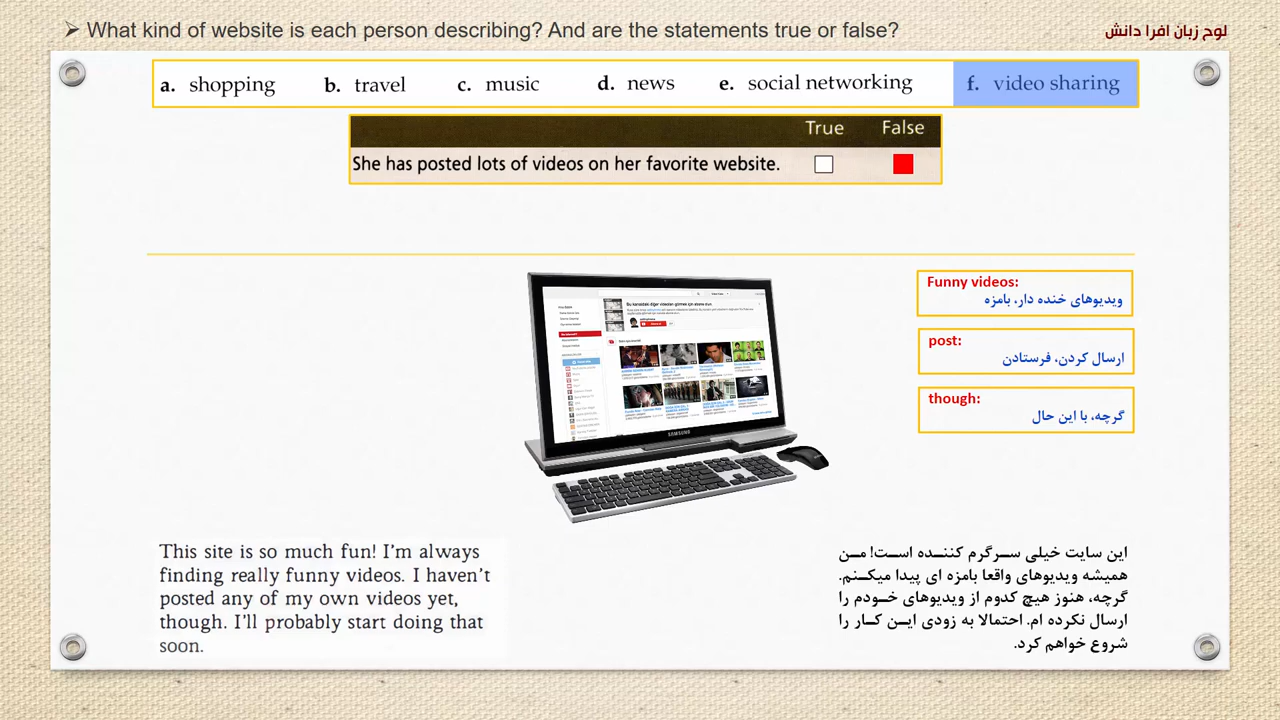 What kind of website is each person describing? And are the statements true or false?
لوح زبان افرا دانش
a. shopping b. travel c. music d. news e. social networking f. video sharing
True False
She has posted lots of videos on her favorite website.
Funny videos:
ویدیوهای خنده دار، بامزه
post:
ارسال کردن، فرستادن
though:
گرچه، با این حال
SAMSUNG
This site is so much fun! I'm always
finding really funny videos. I haven't
posted any of my own videos yet,
though. I'll probably start doing that
soon.
این سایت خیلی سرگرم کننده است! من
همیشه ویدیوهای واقعا بامزه ای پیدا میکنم.
گرچه، هنوز هیچ کدوم از ویدیوهای خودم را
ارسال نکرده ام. احتمالا به زودی این کار را
شروع خواهم کرد.